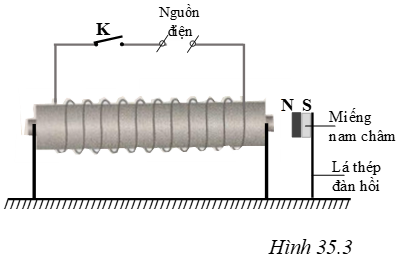 Nguồn
điện
K
N S
Miếng
nam châm
Lá thép
đàn hồi
Hình 35.3